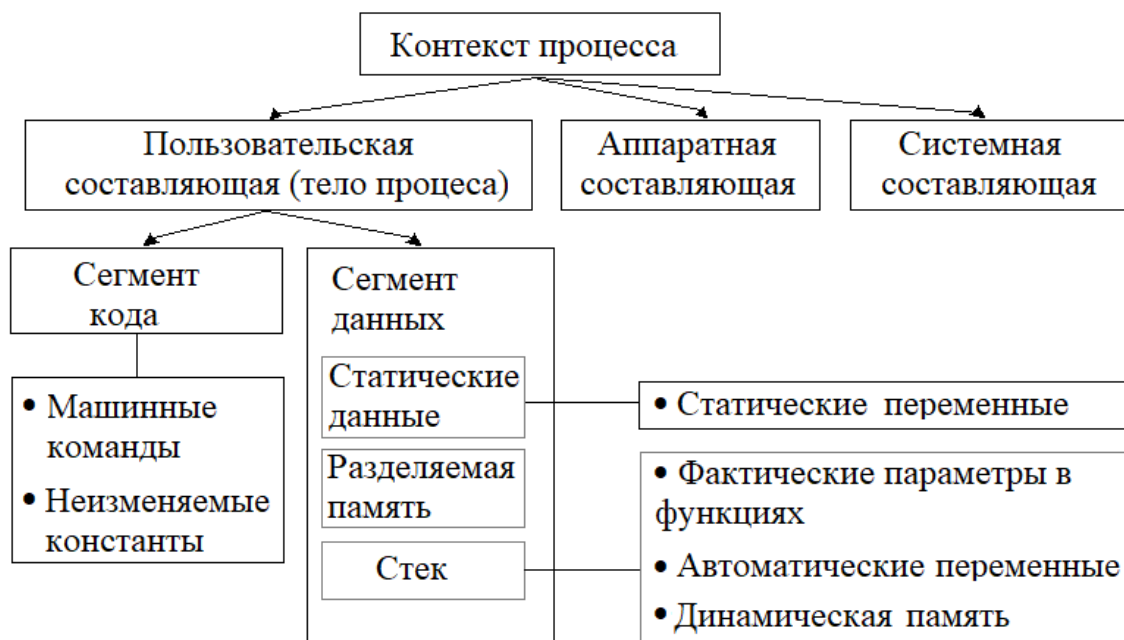 Контекст процесса
Пользовательская
составляющая (тело процеса)
Аппаратная
составляющая
Системная
составляющая
Сегмент
кода
• Машинные
команды
• Неизменяемые
константы
Сегмент
данных
Статические
данные
Разделяемая
память
Стек
• Статические переменные
• Фактические параметры в
функциях
• Автоматические переменные
• Динамическая память